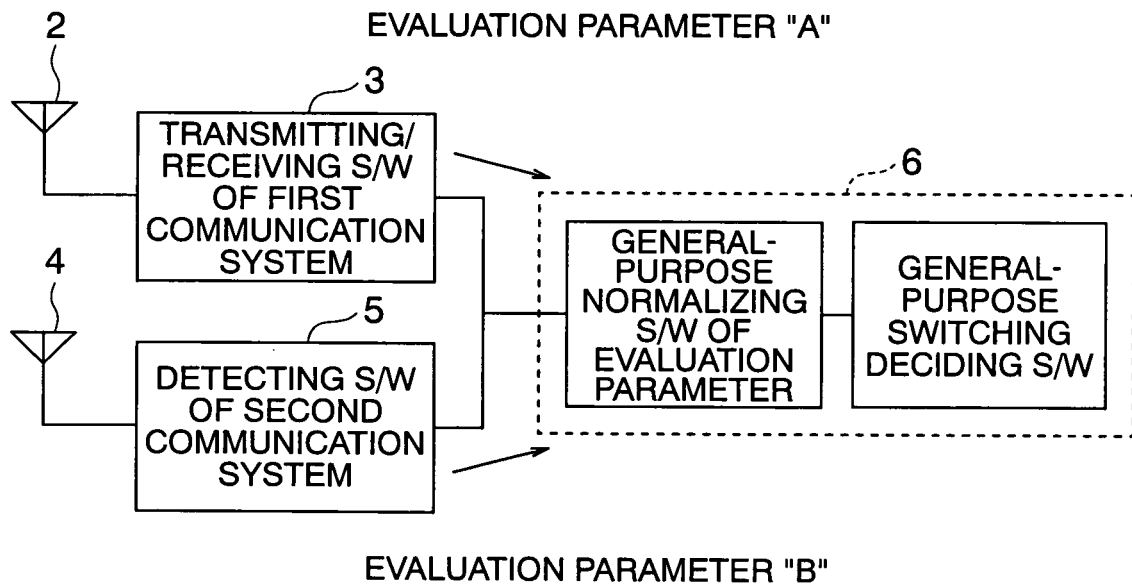 EVALUATION PARAMETER "A"
2
3
TRANSMITTING/
RECEIVING S/W
OF FIRST
COMMUNICATION
SYSTEM
6
GENERAL-
PURPOSE
NORMALIZING
S/W OF
EVALUATION
PARAMETER
GENERAL-
PURPOSE
SWITCHING
DECIDING S/W
4
5
DETECTING S/W
OF SECOND
COMMUNICATION
SYSTEM
EVALUATION PARAMETER "B"